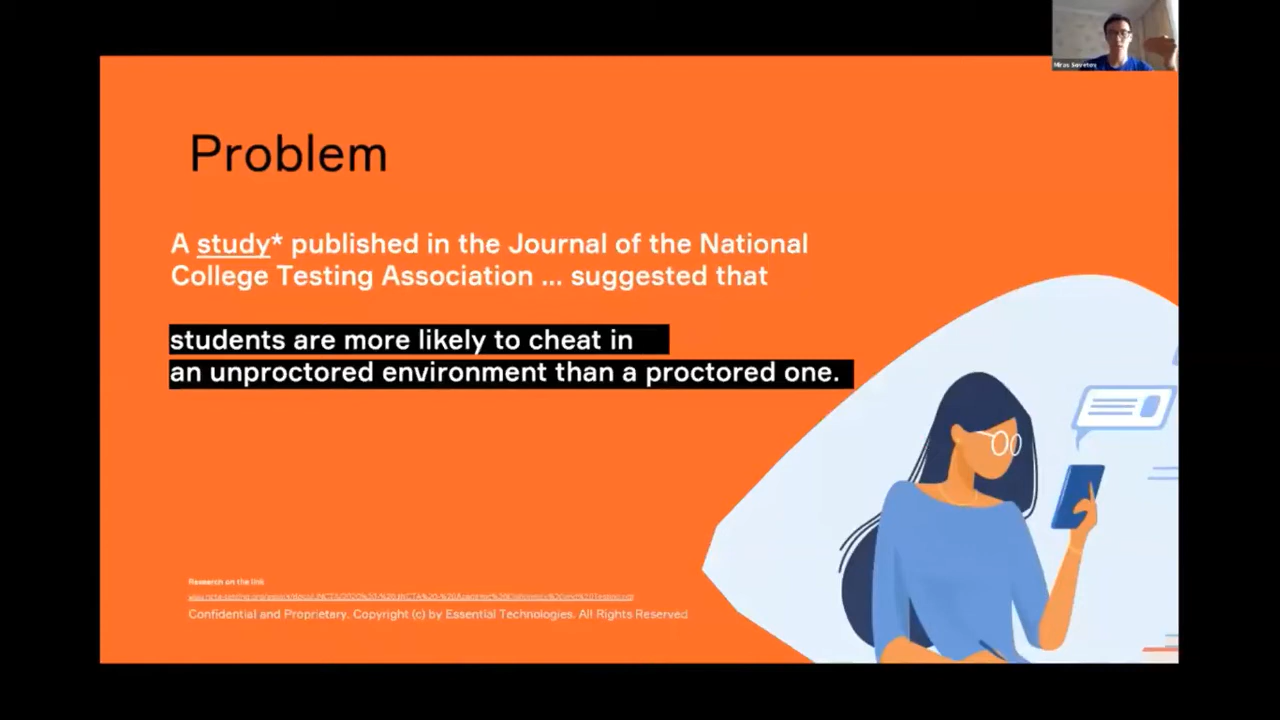 Problem
A study* published in the Journal of the National
College Testing Association ... suggested that
students are more likely to cheat in
an unproctored environment than a proctored one.
Research on the link
Confidential and Proprietary. Copyright (c) by Essential Technologies. All Rights Reserved